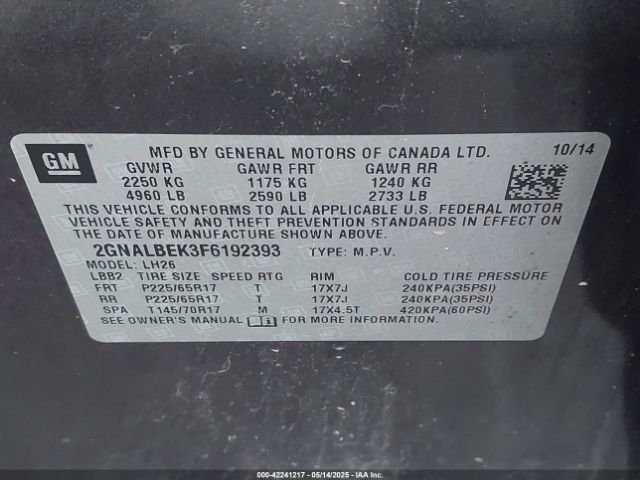 GM
MFD BY GENERAL MOTORS OF CANADA LTD. 10/14
GVWR GAWR FRT GAWR RR
2250 KG 1175 KG 1240 KG
4960 LB 2590 LB 2733 LB
THIS VEHICLE CONFORMS TO ALL APPLICABLE U.S. FEDERAL MOTOR
VEHICLE SAFETY AND THEFT PREVENTION STANDARDS IN EFFECT ON
THE DATE OF MANUFACTURE SHOWN ABOVE.
2GNALBEK3F6192393 TYPE: M.P.V.
MODEL: LH26
LBB2 TIRE SIZE SPEED RTG RIM COLD TIRE PRESSURE
FRT P225/65R17 T 17X7J 240KPA(35PSI)
RR P225/65R17 T 17X7J 240KPA(35PSI)
SPA T145/70R17 M 17X4.5T 420KPA(60PSI)
SEE OWNER'S MANUAL FOR MORE INFORMATION.
000-42241217 - 05/14/2025 - IAAI, Inc.